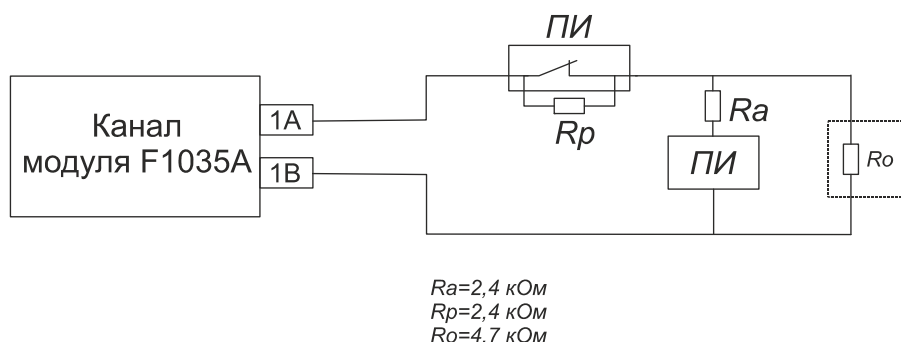 ПИ
Канал
модуля F1035A
1A
1B
Rp
Ra
ПИ
Ro
Ra=2,4 кОм
Rp=2,4 кОм
Ro=4,7 кОм